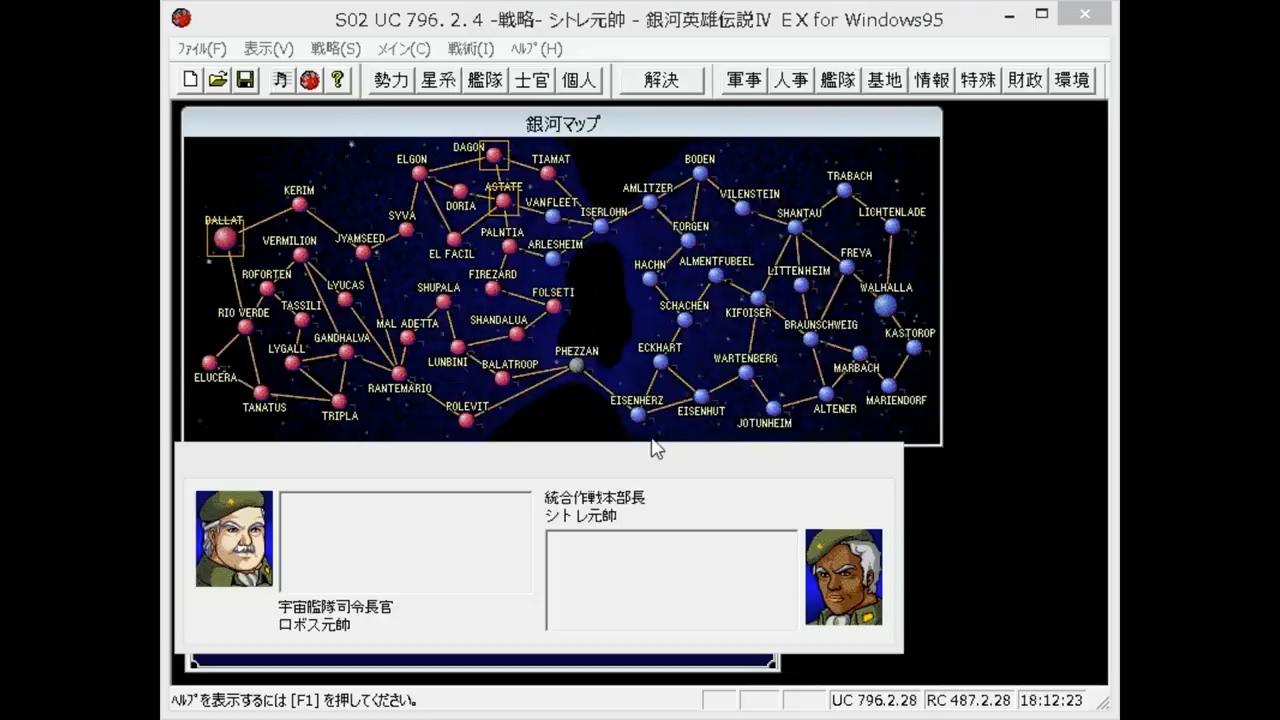 S02 UC 796. 2. 4 -戦略- シトレ元帥 - 銀河英雄伝説Ⅳ EX for Windows95
ﾌｧｲﾙ(F) 表示(V) 戦略(S) ﾒｲﾝ(C) 戦術(I) ﾍﾙﾌﾟ(H)
勢力 星系 艦隊 士官 個人 解決 軍事 人事 艦隊 基地 情報 特殊 財政 環境
銀河マップ
DAGON
ELGON TIAMAT BODEN
TRABACH
KERIM ASTATE AMLITZER VILENSTEIN
DORIA VANFLEET
SYVA ISERLOHN SHANTAU LICHTENLADE
BALLAT
PALNTIA FORGEN
VERMILION JYAMSEED ARLESHEIM
EL FACIL FREYA
HACHN ALMENTFUBEEL
ROFORTEN FIREZARD LITTENHEIM
LYUCAS SHUPALA FOLSETI WALHALLA
TASSILI SCHACHEN
RIO VERDE SHANDALUA KIFOISER
MAL ADETTA BRAUNSCHWEIG
GANDHALVA KASTOROP
LYGALL PHEZZAN ECKHART
LUNBINI BALATROOP WARTENBERG
MARBACH
ELUCERA RANTEMARIO
TANATUS TRIPLA ROLEVIT EISENHERZ EISENHUT ALTENER MARIENDORF
JOTUNHEIM
統合作戦本部長
シトレ元帥
宇宙艦隊司令長官
ロボス元帥
ﾍﾙﾌﾟを表示するには [F1] を押してください。 UC 796.2.28 RC 487.2.28 18:12:23